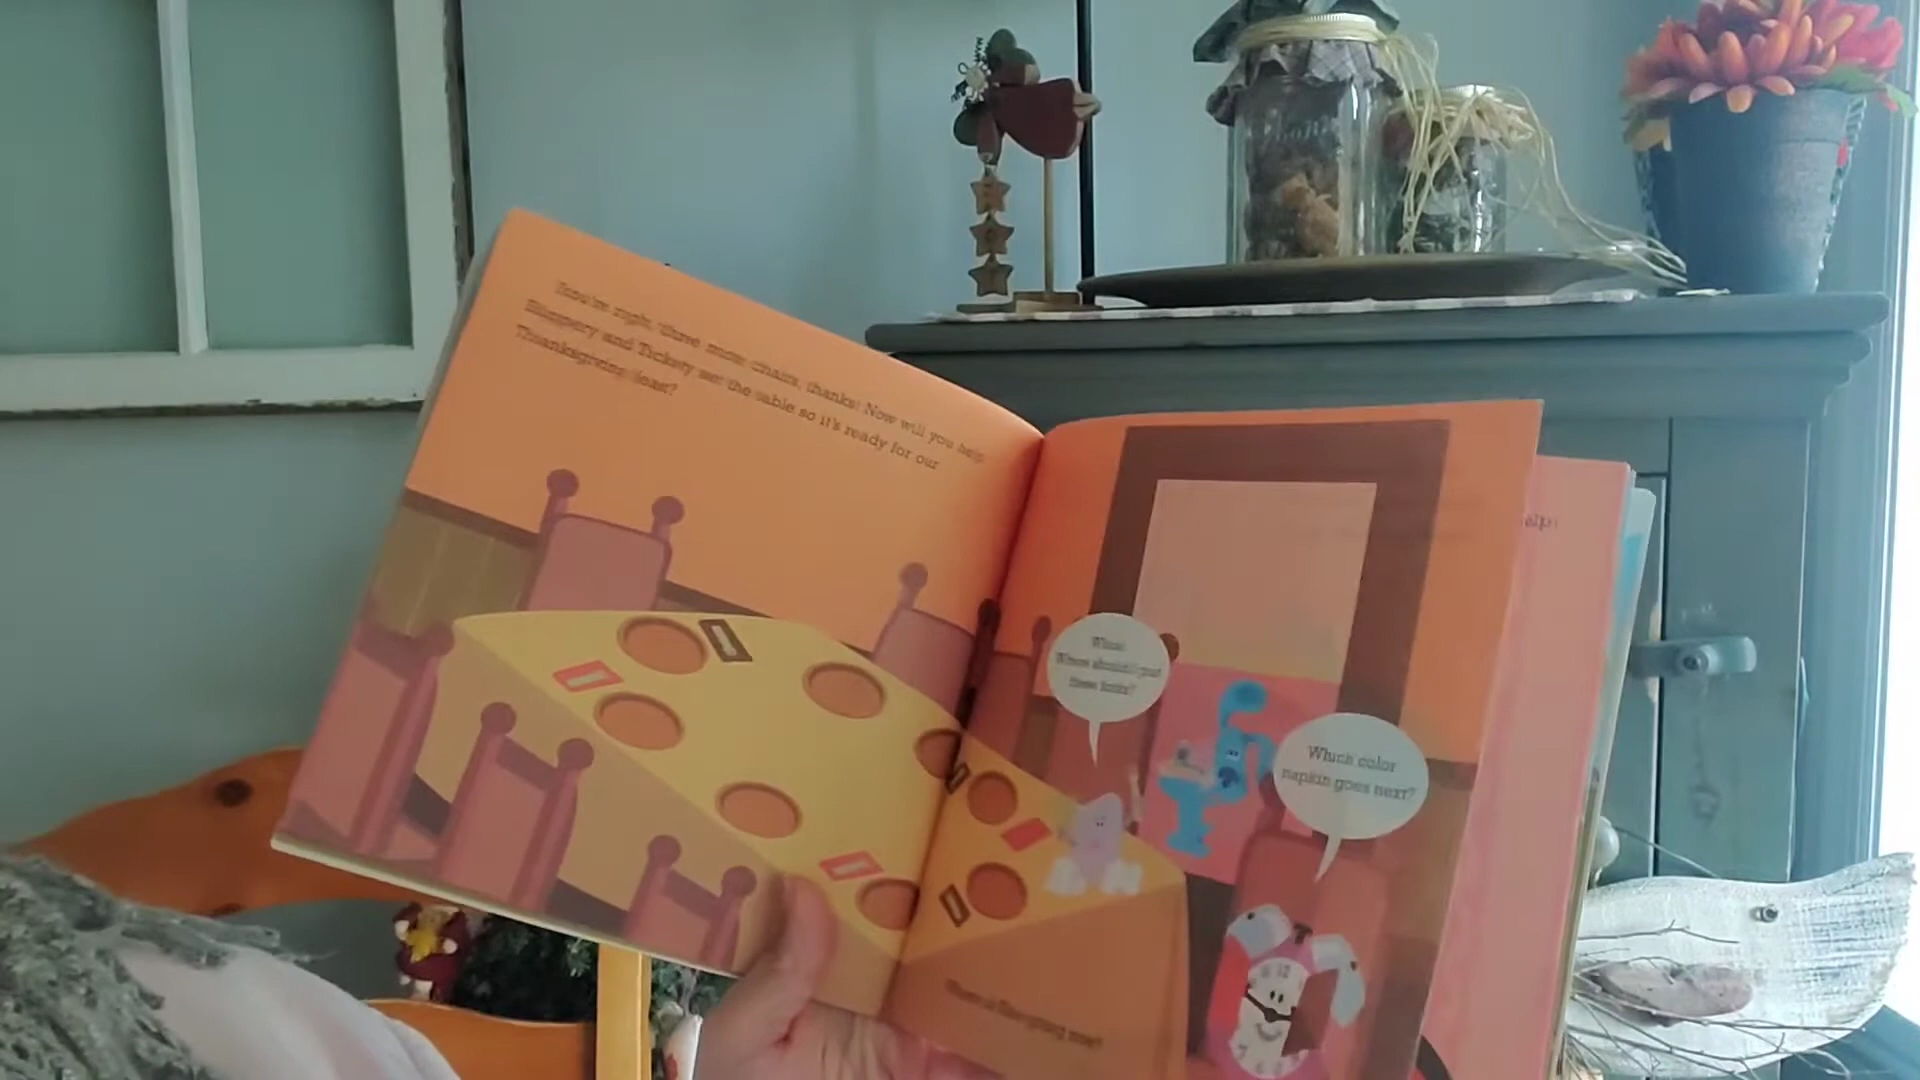 You're right, three more chairs, thanks! Now will you help
Slippery and Tickety set the table so it's ready for our
Thanksgiving feast?
Whee!
Where should I put
these forks?
Which color
napkin goes next?